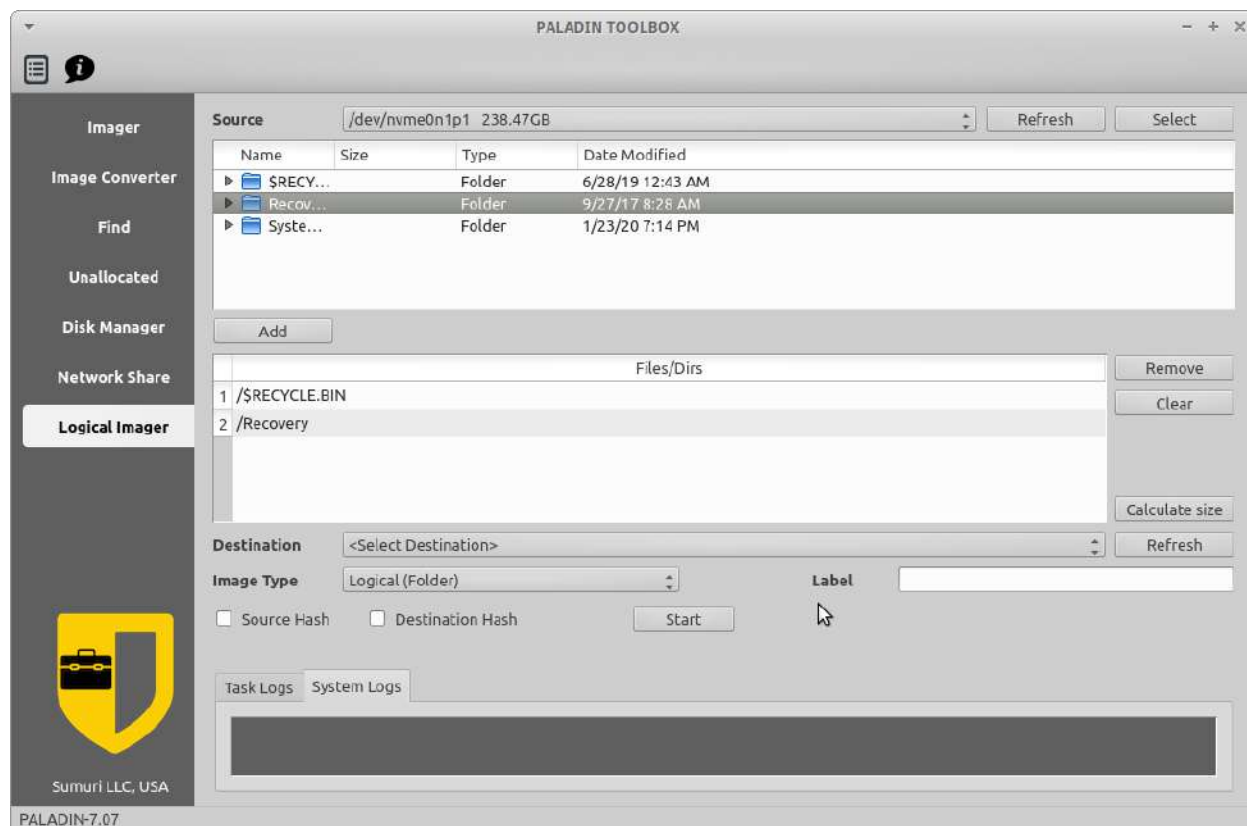 PALADIN TOOLBOX
Imager
Image Converter
Find
Unallocated
Disk Manager
Network Share
Logical Imager
Sumuri LLC, USA
Source /dev/nvme0n1p1 238.47GB Refresh Select
Name Size Type Date Modified
$RECY... Folder 6/28/19 12:43 AM
Recov... Folder 9/27/17 8:28 AM
Syste... Folder 1/23/20 7:14 PM
Add
Files/Dirs Remove
1 /$RECYCLE.BIN Clear
2 /Recovery
Calculate size
Destination <Select Destination> Refresh
Image Type Logical (Folder) Label
Source Hash Destination Hash Start
Task Logs System Logs
PALADIN-7.07